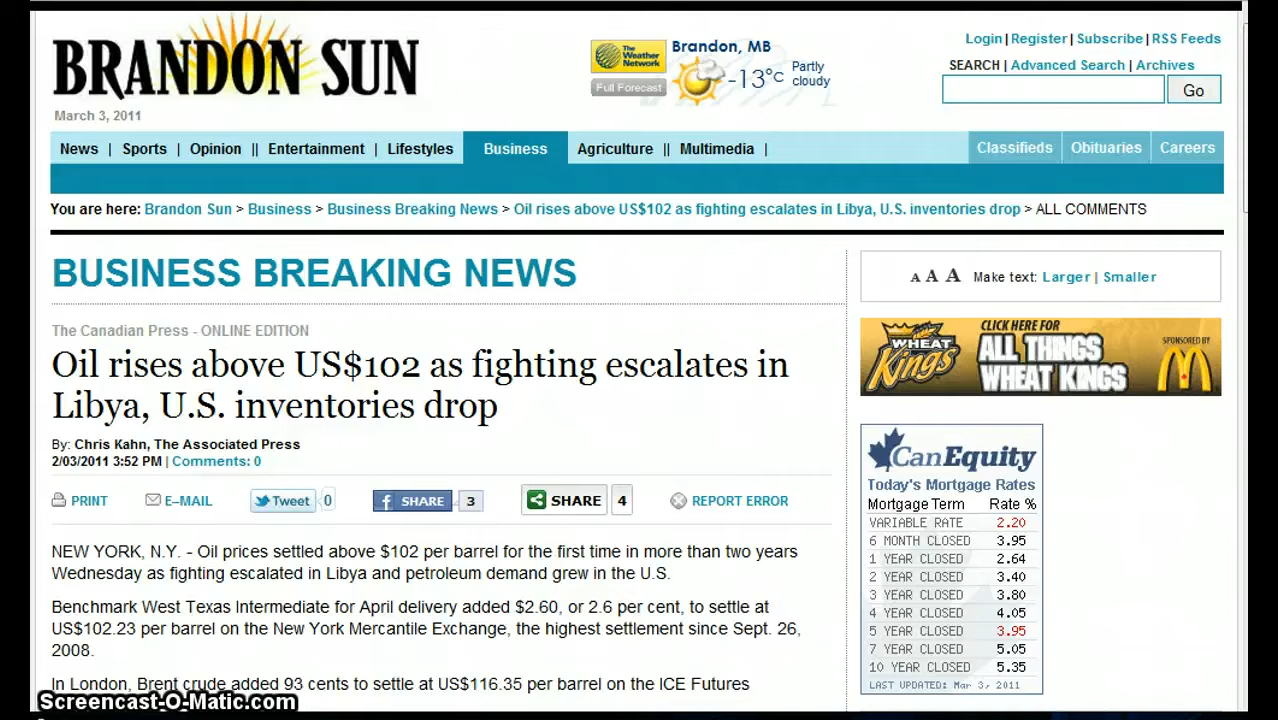 BRANDON SUN
March 3, 2011
The Weather Network
Full Forecast
Brandon, MB
-13°C
Partly cloudy
Login | Register | Subscribe | RSS Feeds
SEARCH | Advanced Search | Archives
Go
News | Sports | Opinion || Entertainment | Lifestyles Business Agriculture || Multimedia |
Classifieds Obituaries Careers
You are here: Brandon Sun > Business > Business Breaking News > Oil rises above US$102 as fighting escalates in Libya, U.S. inventories drop > ALL COMMENTS
BUSINESS BREAKING NEWS
The Canadian Press - ONLINE EDITION
Oil rises above US$102 as fighting escalates in
Libya, U.S. inventories drop
By: Chris Kahn, The Associated Press
2/03/2011 3:52 PM | Comments: 0
PRINT E–MAIL Tweet 0 f SHARE 3 SHARE 4 REPORT ERROR
NEW YORK, N.Y. - Oil prices settled above $102 per barrel for the first time in more than two years
Wednesday as fighting escalated in Libya and petroleum demand grew in the U.S.
Benchmark West Texas Intermediate for April delivery added $2.60, or 2.6 per cent, to settle at
US$102.23 per barrel on the New York Mercantile Exchange, the highest settlement since Sept. 26,
2008.
In London, Brent crude added 93 cents to settle at US$116.35 per barrel on the ICE Futures
A A A Make text: Larger | Smaller
WHEAT Kings
CLICK HERE FOR
ALL THINGS
WHEAT KINGS
SPONSORED BY
CanEquity
Today's Mortgage Rates
Mortgage Term Rate %
VARIABLE RATE 2.20
6 MONTH CLOSED 3.95
1 YEAR CLOSED 2.64
2 YEAR CLOSED 3.40
3 YEAR CLOSED 3.80
4 YEAR CLOSED 4.05
5 YEAR CLOSED 3.95
7 YEAR CLOSED 5.05
10 YEAR CLOSED 5.35
LAST UPDATED: Mar 3, 2011
Screencast-O-Matic.com